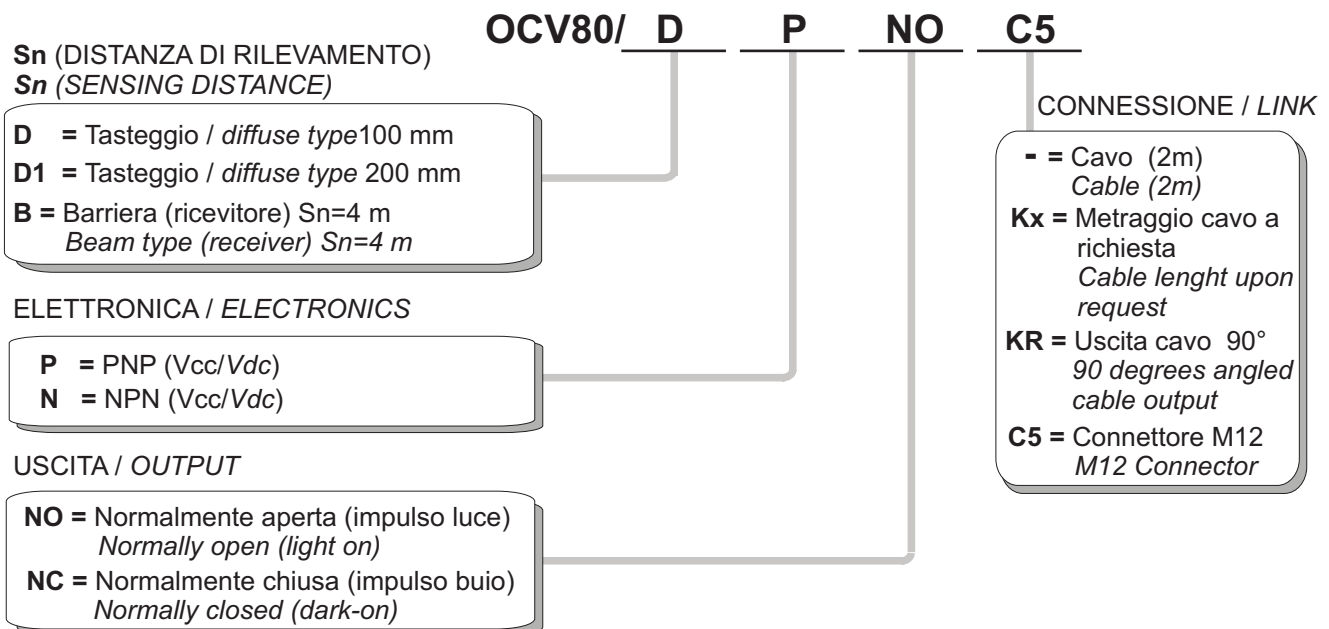 OCV80/ D P NO C5
Sn (DISTANZA DI RILEVAMENTO)
Sn (SENSING DISTANCE)
D = Tasteggio / diffuse type100 mm
D1 = Tasteggio / diffuse type 200 mm
B = Barriera (ricevitore) Sn=4 m
Beam type (receiver) Sn=4 m
ELETTRONICA / ELECTRONICS
P = PNP (Vcc/Vdc)
N = NPN (Vcc/Vdc)
USCITA / OUTPUT
NO = Normalmente aperta (impulso luce)
Normally open (light on)
NC = Normalmente chiusa (impulso buio)
Normally closed (dark-on)
CONNESSIONE / LINK
- = Cavo (2m)
Cable (2m)
Kx = Metraggio cavo a
richiesta
Cable lenght upon
request
KR = Uscita cavo 90°
90 degrees angled
cable output
C5 = Connettore M12
M12 Connector